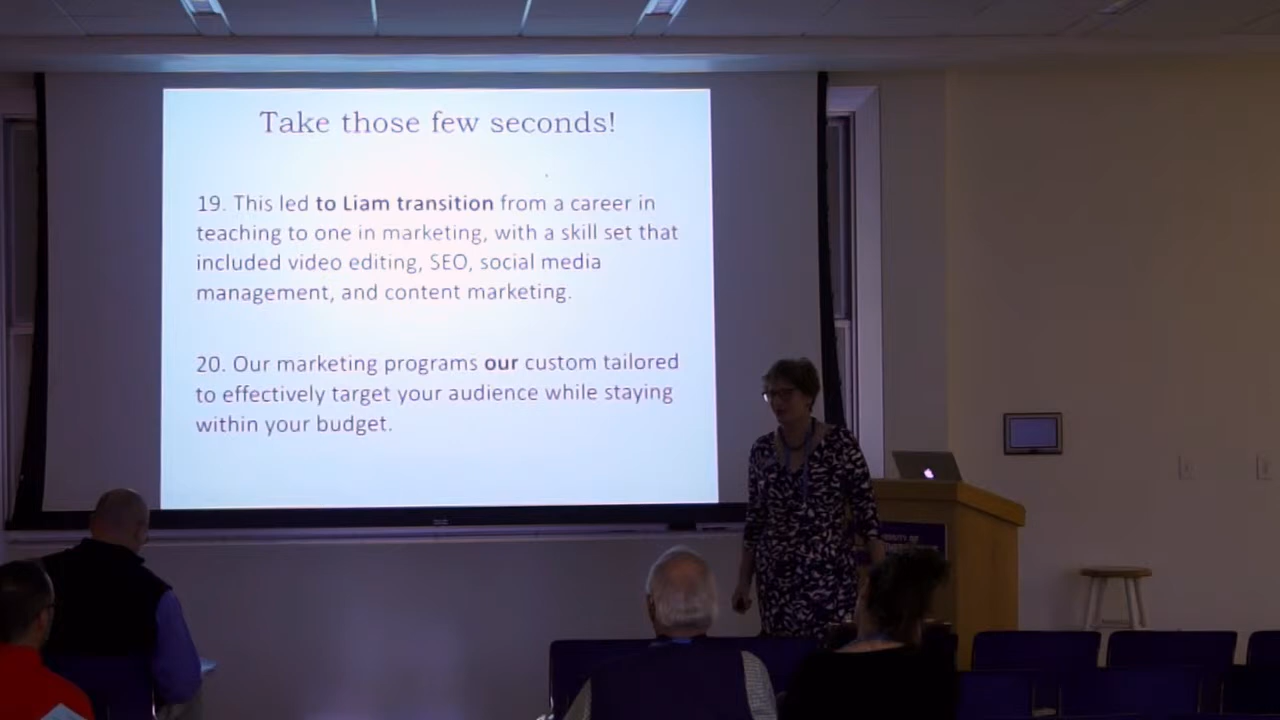 Take those few seconds!
19. This led to Liam transition from a career in
teaching to one in marketing, with a skill set that
included video editing, SEO, social media
management, and content marketing.
20. Our marketing programs our custom tailored
to effectively target your audience while staying
within your budget.